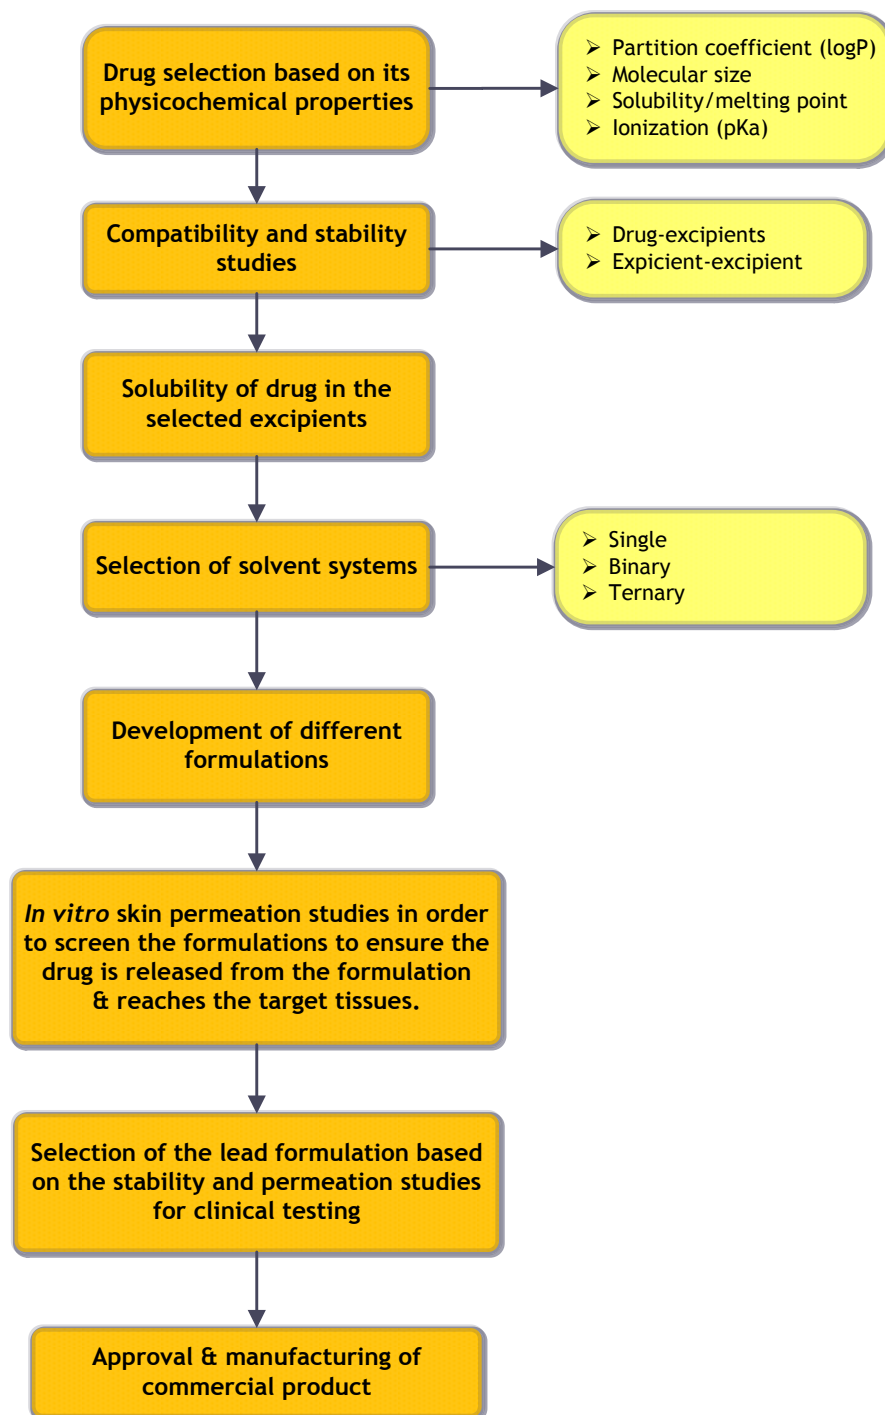 Drug selection based on its
physicochemical properties
➢ Partition coefficient (logP)
➢ Molecular size
➢ Solubility/melting point
➢ Ionization (pKa)
Compatibility and stability
studies
➢ Drug-excipients
➢ Expicient-excipient
Solubility of drug in the
selected excipients
Selection of solvent systems
➢ Single
➢ Binary
➢ Ternary
Development of different
formulations
In vitro skin permeation studies in order
to screen the formulations to ensure the
drug is released from the formulation
& reaches the target tissues.
Selection of the lead formulation based
on the stability and permeation studies
for clinical testing
Approval & manufacturing of
commercial product